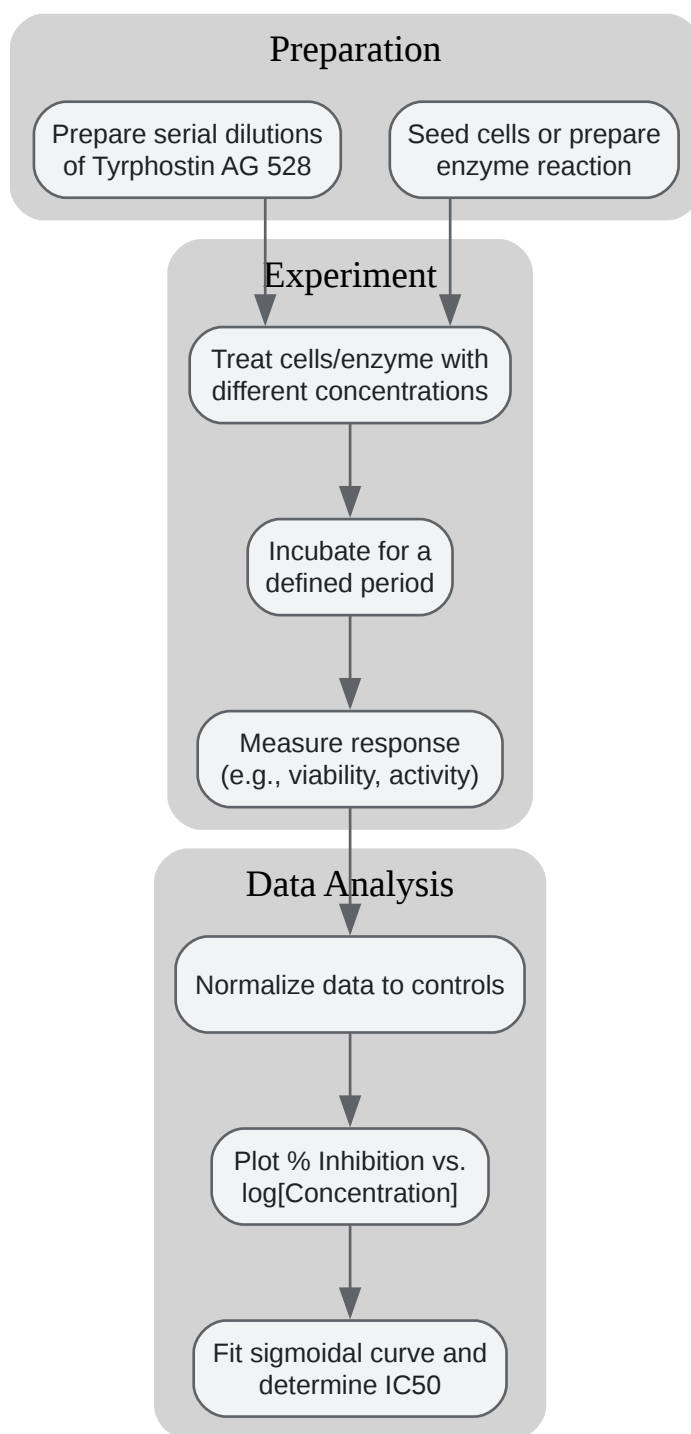 Preparation
Prepare serial dilutions
of Tyrphostin AG 528
Seed cells or prepare
enzyme reaction
Experiment
Treat cells/enzyme with
different concentrations
Incubate for a
defined period
Measure response
(e.g., viability, activity)
Data Analysis
Normalize data to controls
Plot % Inhibition vs.
log[Concentration]
Fit sigmoidal curve and
determine IC50